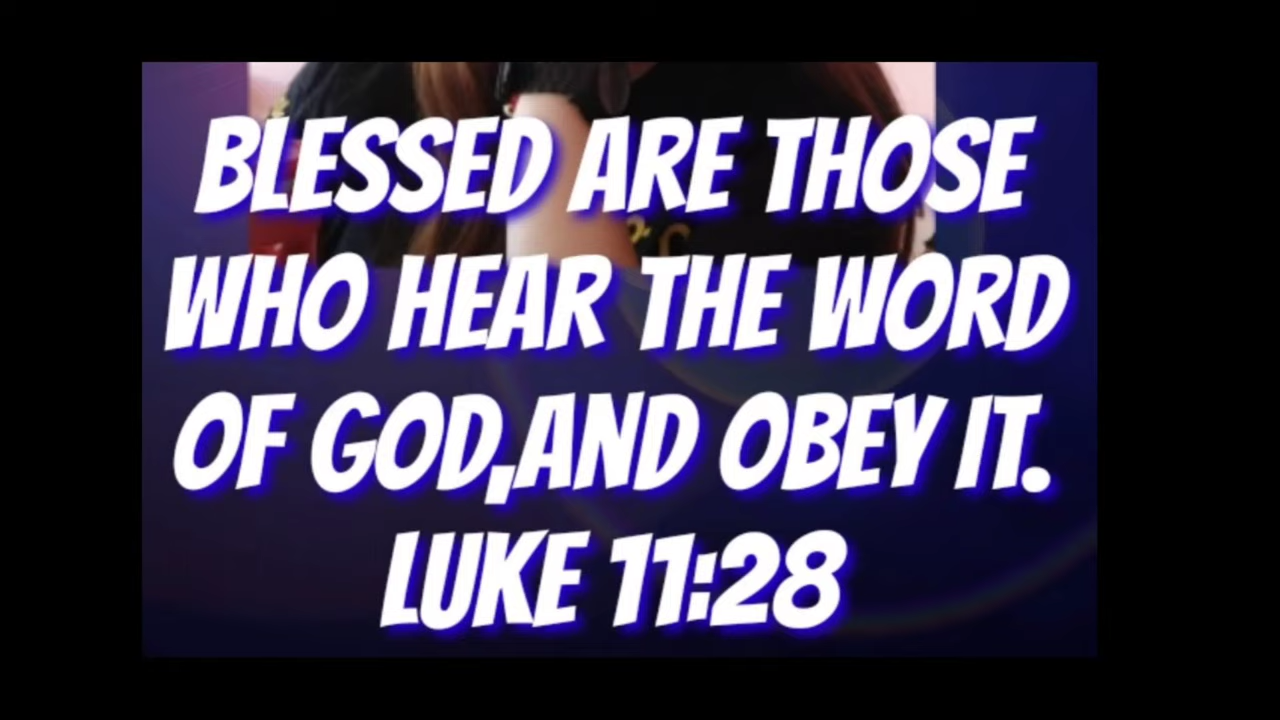 BLESSED ARE THOSE
WHO HEAR THE WORD
OF GOD,AND OBEY IT.
LUKE 11:28